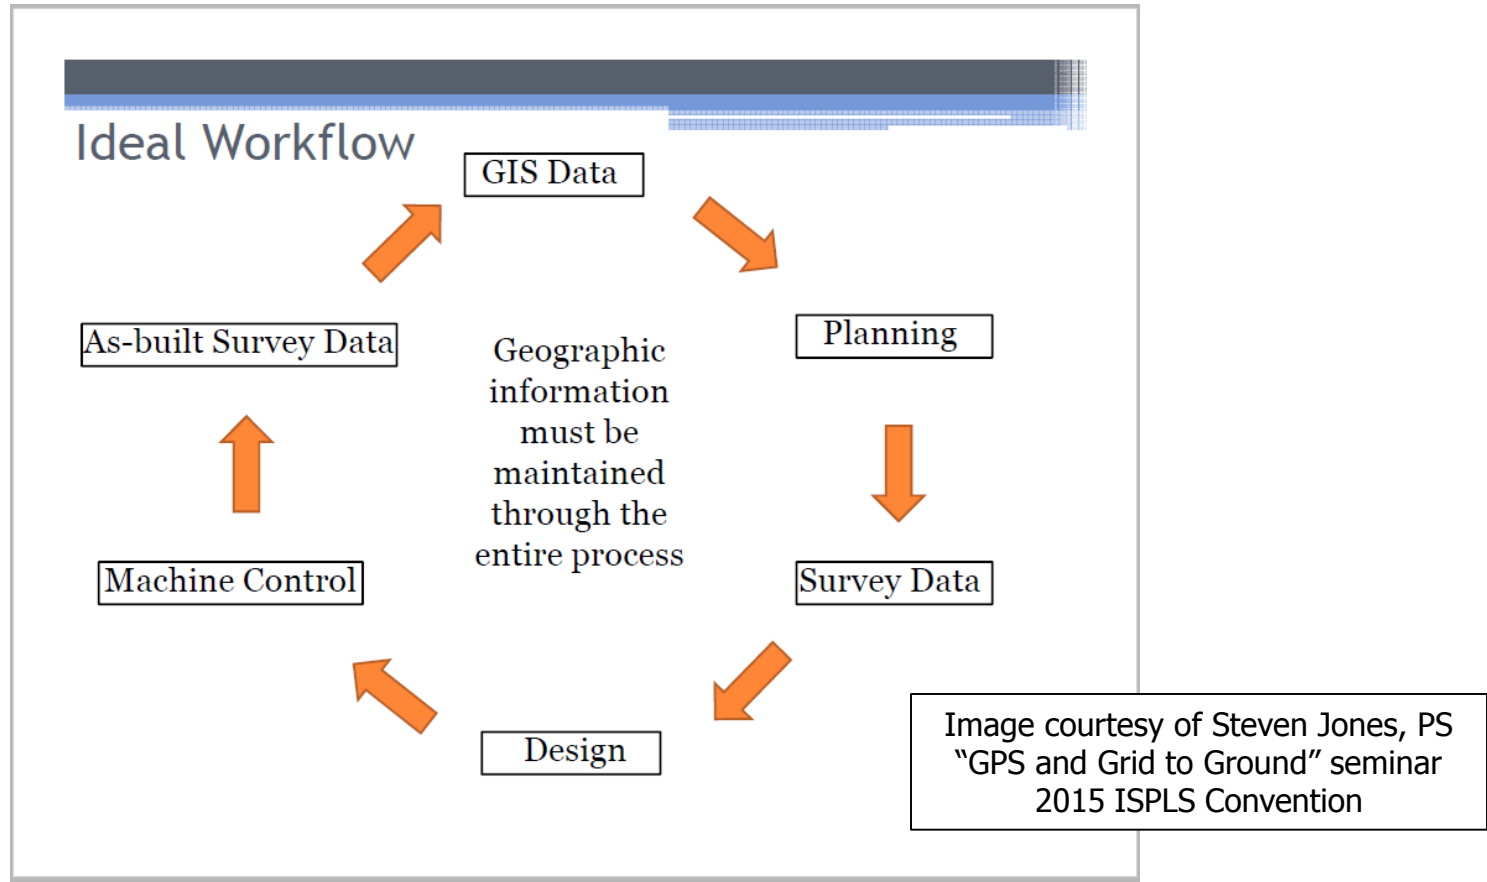 Ideal Workflow
GIS Data
Planning
Survey Data
Design
Machine Control
As-built Survey Data
Geographic
information
must be
maintained
through the
entire process
Image courtesy of Steven Jones, PS
“GPS and Grid to Ground” seminar
2015 ISPLS Convention